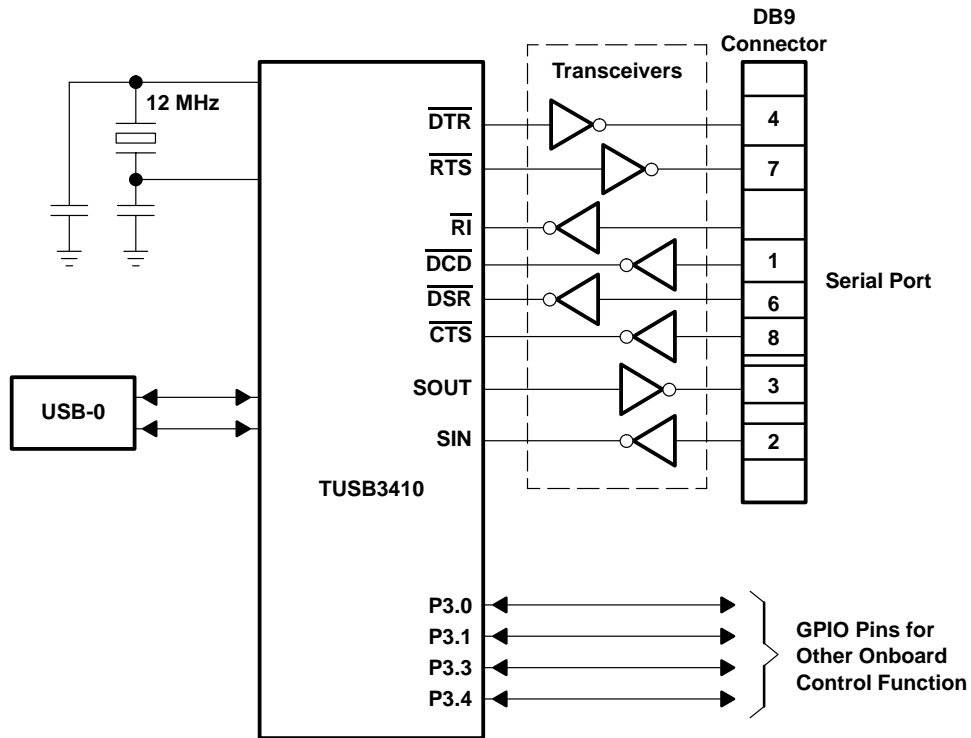 DB9
Connector
Transceivers
12 MHz
DTR
4
RTS
7
RI
DCD
1
Serial Port
DSR
6
CTS
8
SOUT
3
USB-0
SIN
2
TUSB3410
P3.0
P3.1
P3.3
P3.4
GPIO Pins for
Other Onboard
Control Function